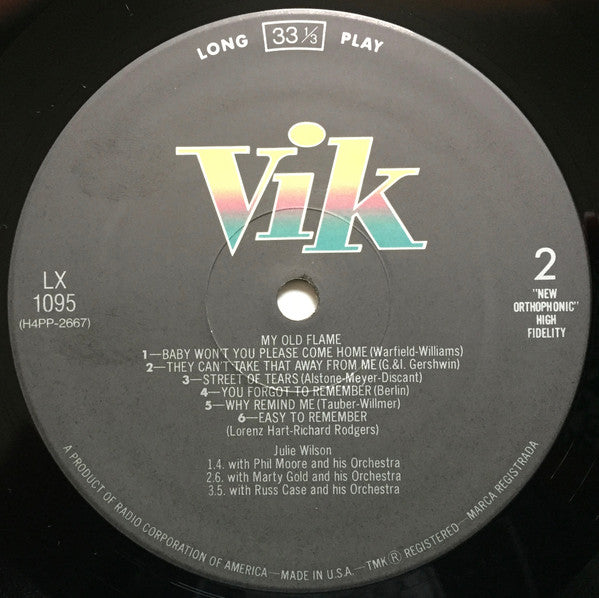 LONG 33 1/3 PLAY
Vik
LX
1095
(H4PP-2667)
2
"NEW
ORTHOPHONIC"
HIGH
FIDELITY
MY OLD FLAME
1—BABY WON'T YOU PLEASE COME HOME (Warfield-Williams)
2—THEY CAN'T TAKE THAT AWAY FROM ME (G.&I. Gershwin)
3—STREET OF TEARS (Alstone-Meyer-Discant)
4—YOU FORGOT TO REMEMBER (Berlin)
5—WHY REMIND ME (Tauber-Willmer)
6—EASY TO REMEMBER
(Lorenz Hart-Richard Rodgers)
Julie Wilson
1.4. with Phil Moore and his Orchestra
2.6. with Marty Gold and his Orchestra
3.5. with Russ Case and his Orchestra
A PRODUCT OF RADIO CORPORATION OF AMERICA—MADE IN U.S.A.—TMK ® REGISTERED—MARCA REGISTRADA